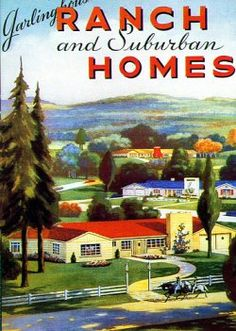 Garlinghouse
RANCH
and Suburban
HOMES